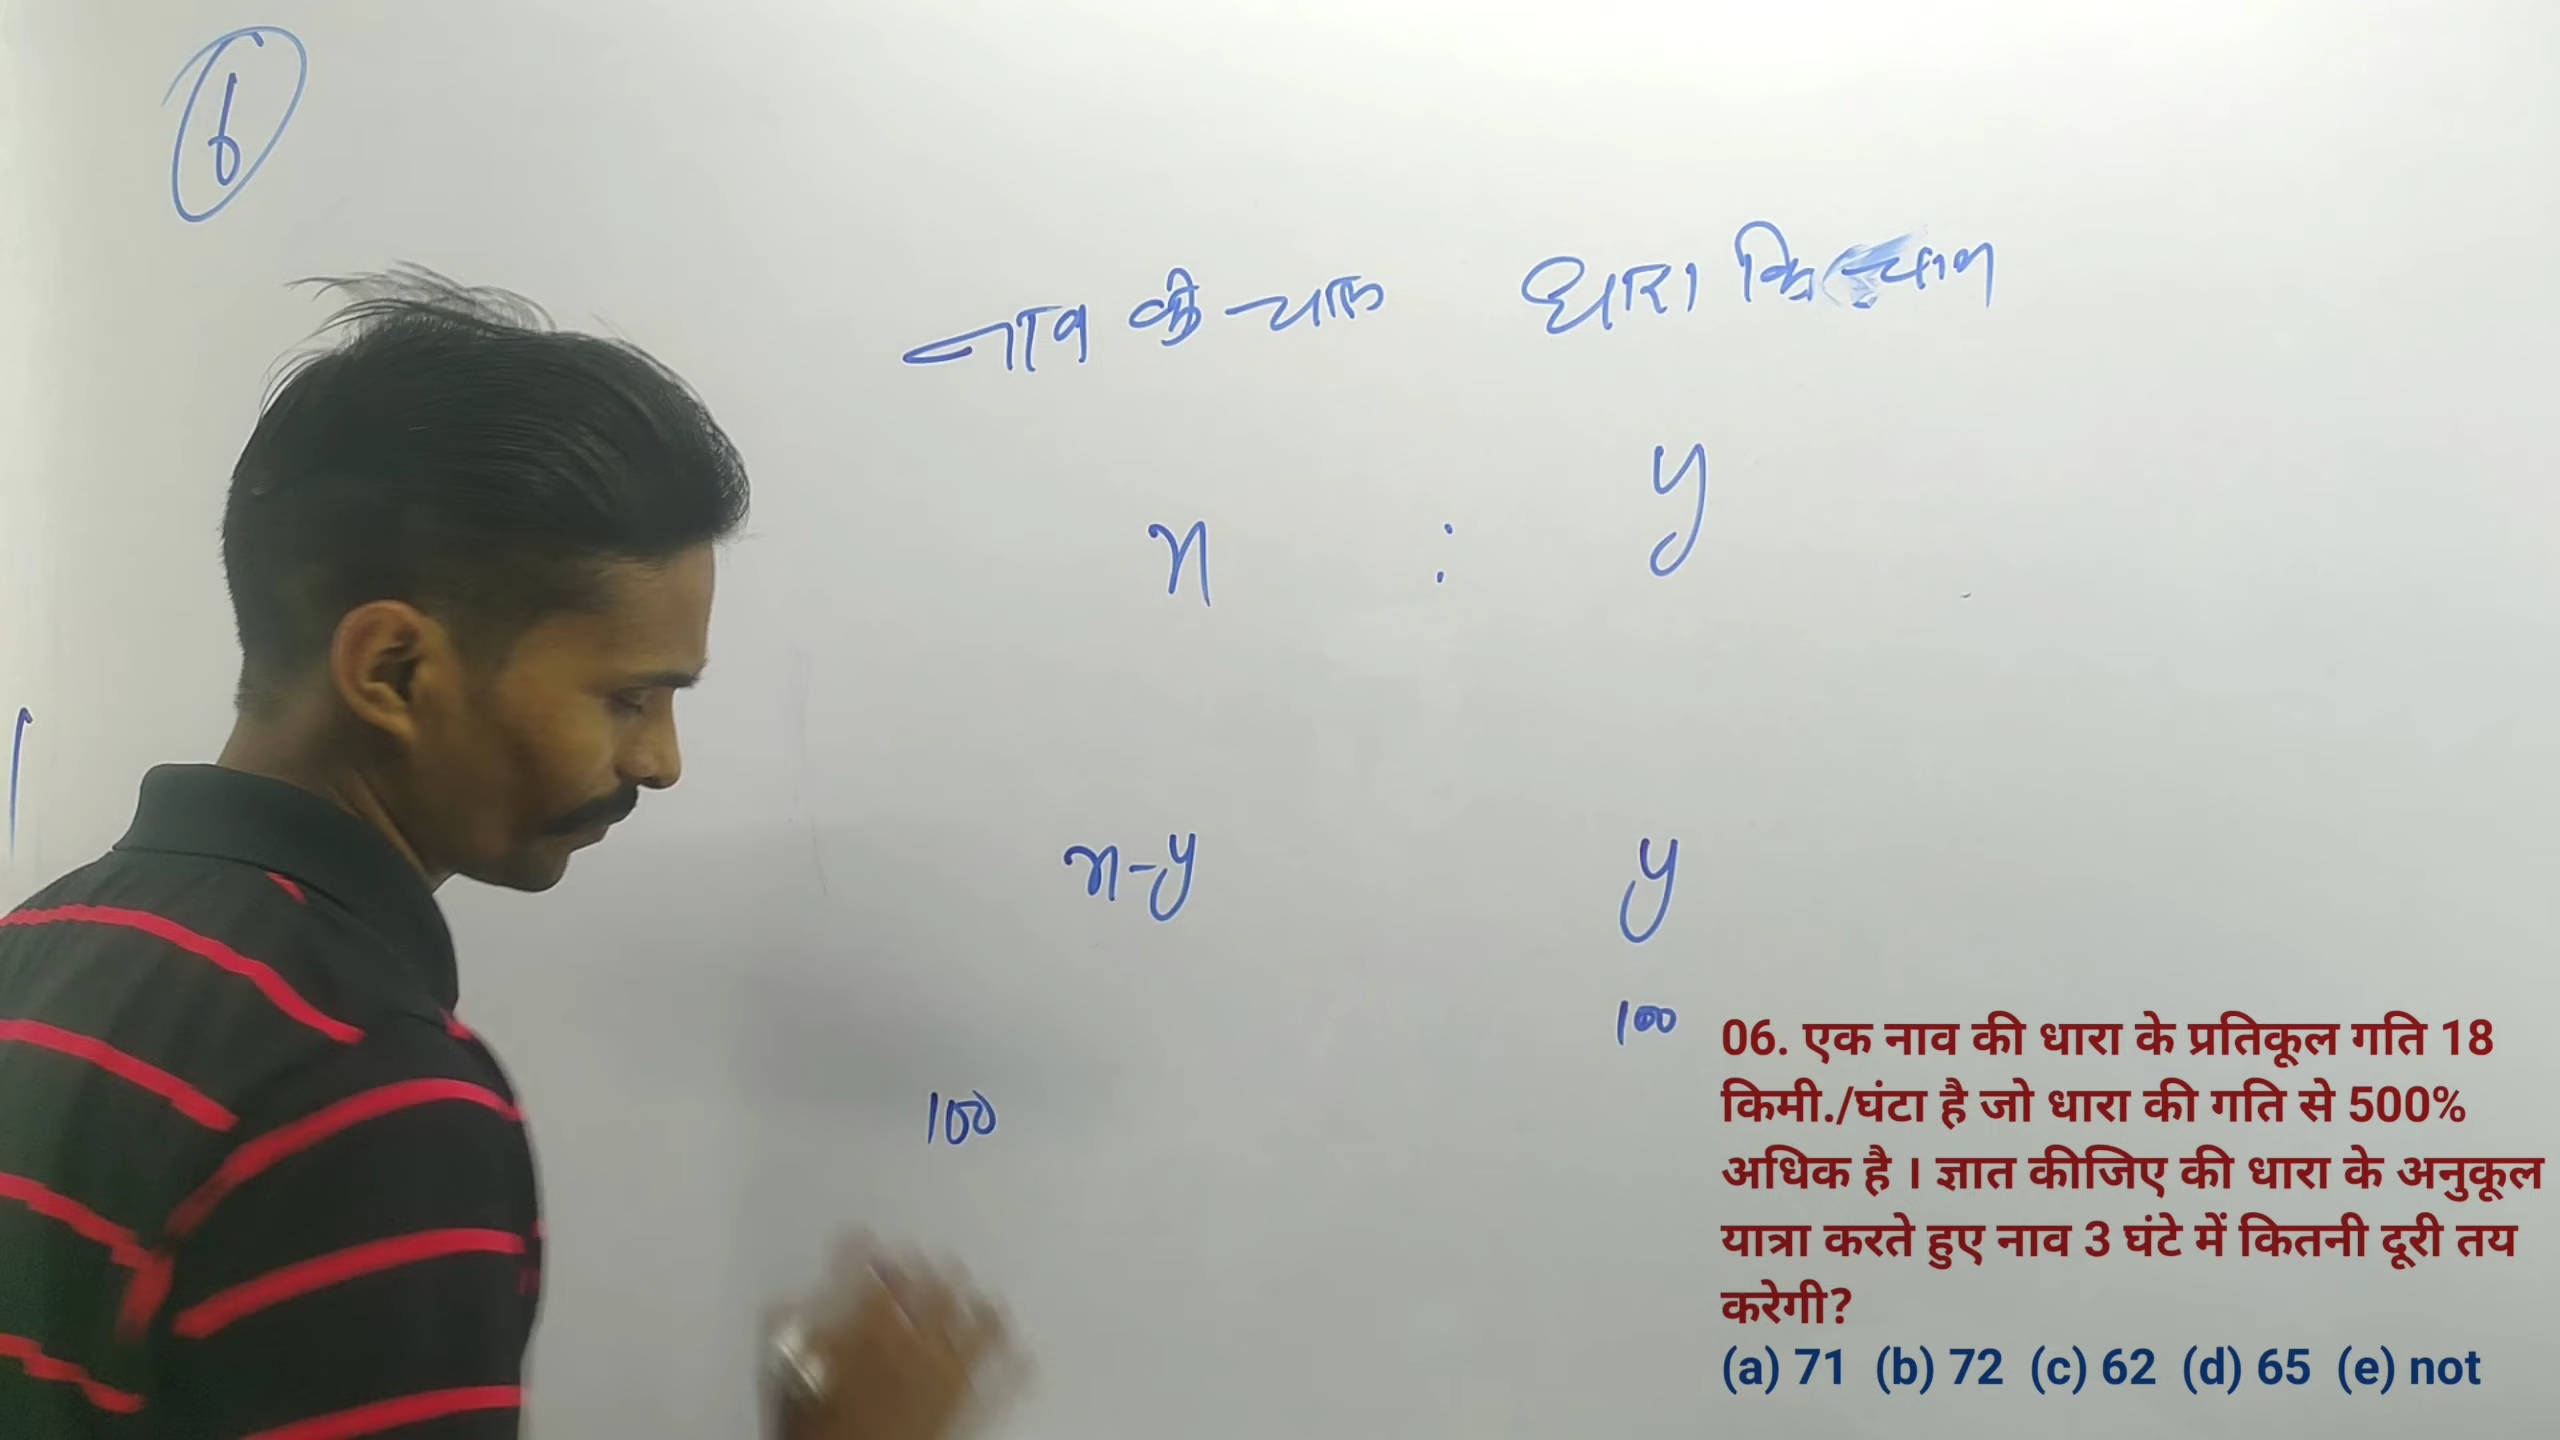 6
नाव की चाल धारा कि चाल
x : y
x-y y
100
100
06. एक नाव की धारा के प्रतिकूल गति 18
किमी./घंटा है जो धारा की गति से 500%
अधिक है । ज्ञात कीजिए की धारा के अनुकूल
यात्रा करते हुए नाव 3 घंटे में कितनी दूरी तय
करेगी?
(a) 71 (b) 72 (c) 62 (d) 65 (e) not